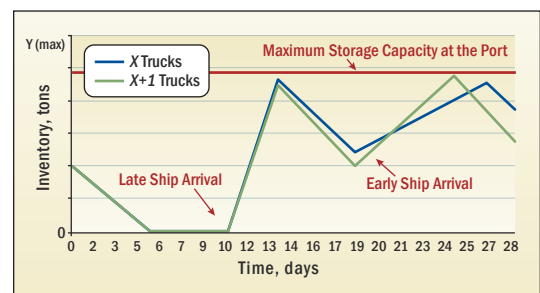 Y (max)
X Trucks
X+1 Trucks
Maximum Storage Capacity at the Port
Inventory, tons
Late Ship Arrival
Early Ship Arrival
0
0 2 3 5 6 7 9 10 12 13 14 16 17 19 20 21 23 24 26 27 28
Time, days